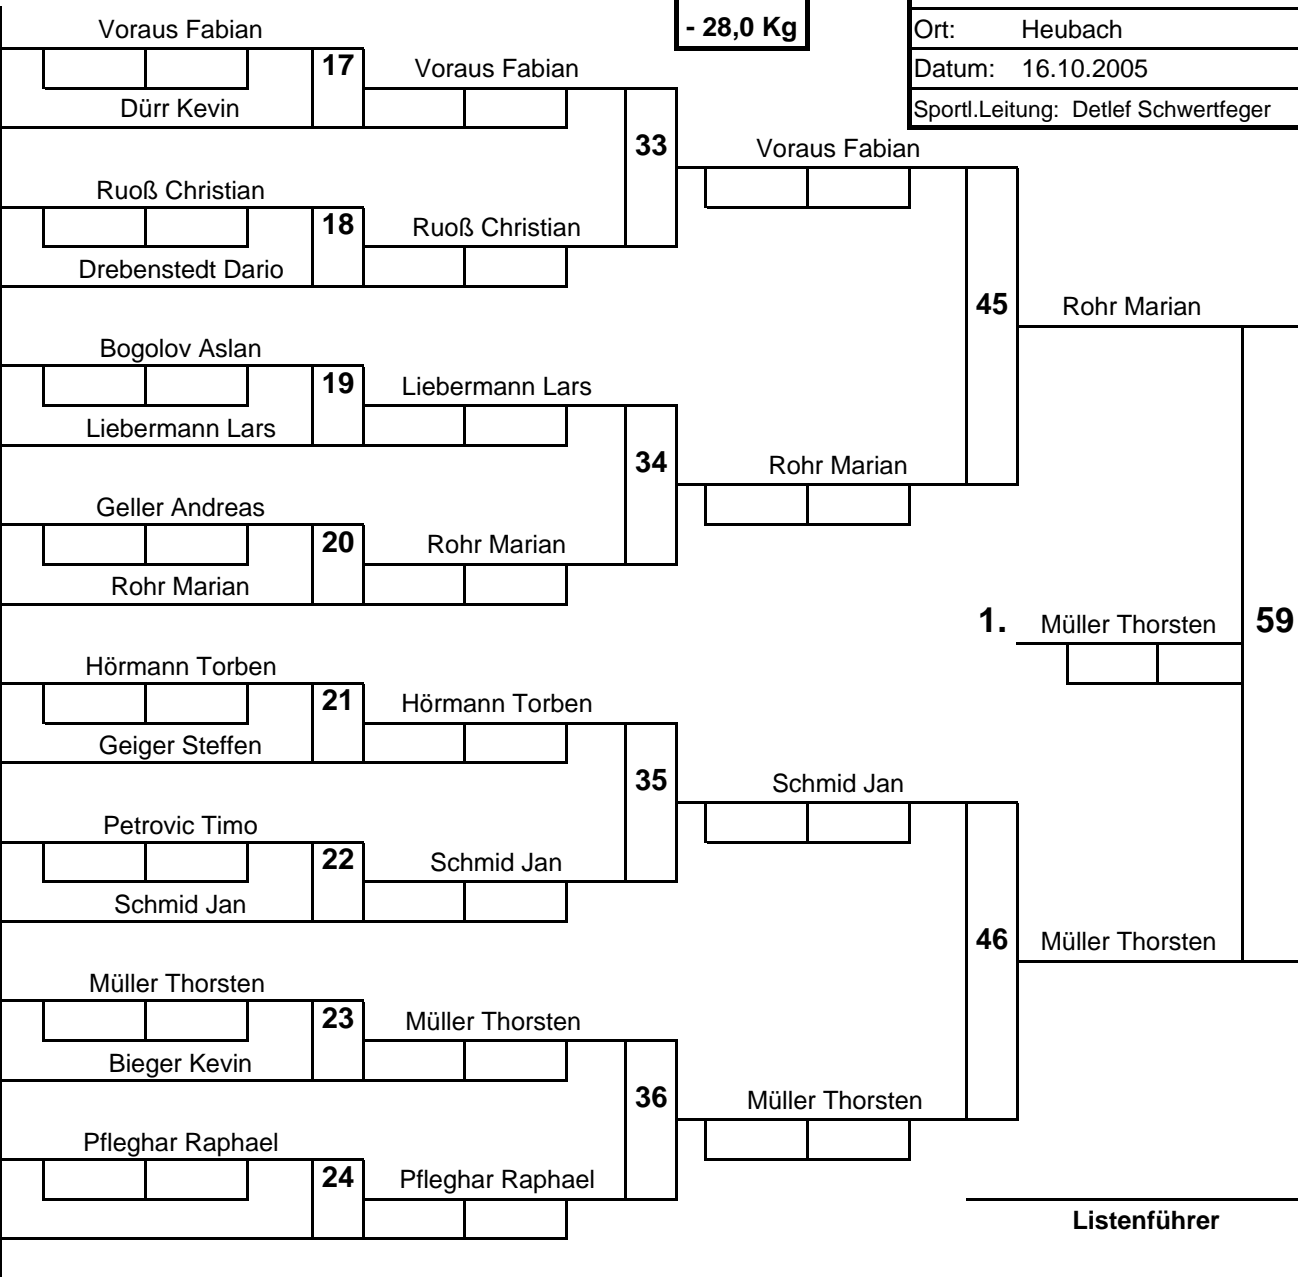 - 28,0 Kg
Ort: Heubach
Datum: 16.10.2005
Sportl.Leitung: Detlef Schwertfeger
Voraus Fabian
17
Dürr Kevin
Voraus Fabian
33
Voraus Fabian
Ruoß Christian
18
Drebenstedt Dario
Ruoß Christian
45
Rohr Marian
Bogolov Aslan
19
Liebermann Lars
Liebermann Lars
34
Rohr Marian
Geller Andreas
20
Rohr Marian
Rohr Marian
1. Müller Thorsten
59
Hörmann Torben
21
Geiger Steffen
Hörmann Torben
35
Schmid Jan
Petrovic Timo
22
Schmid Jan
Schmid Jan
46
Müller Thorsten
Müller Thorsten
23
Bieger Kevin
Müller Thorsten
36
Müller Thorsten
Pfleghar Raphael
24
Pfleghar Raphael
Listenführer